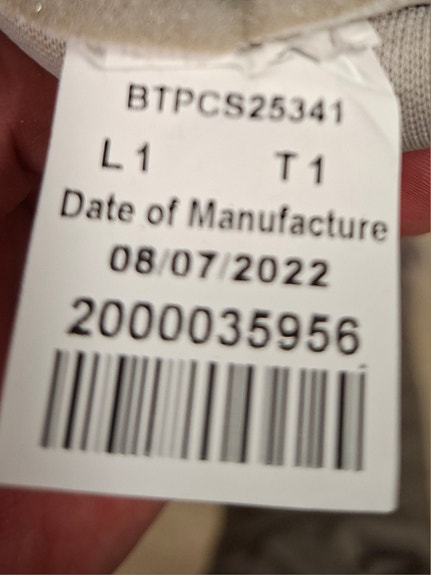 BTPCS25341
L 1 T 1
Date of Manufacture
08/07/2022
2000035956